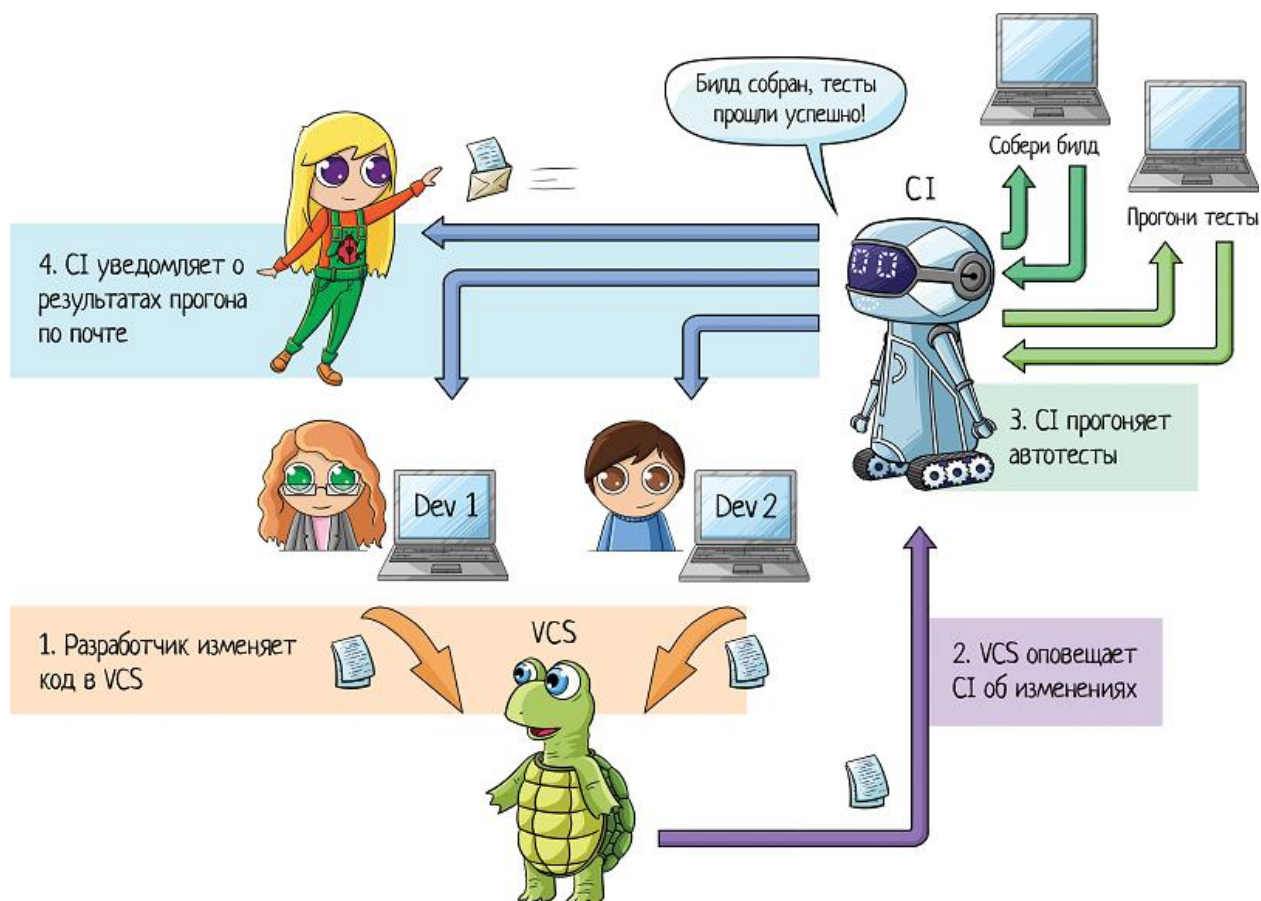 Билд собран, тесты
прошли успешно!
Собери билд
CI
Прогони тесты
4. CI уведомляет о
результатах прогона
по почте
3. CI прогоняет
автотесты
Dev 1
Dev 2
1. Разработчик изменяет
код в VCS
VCS
2. VCS оповещает
CI об изменениях